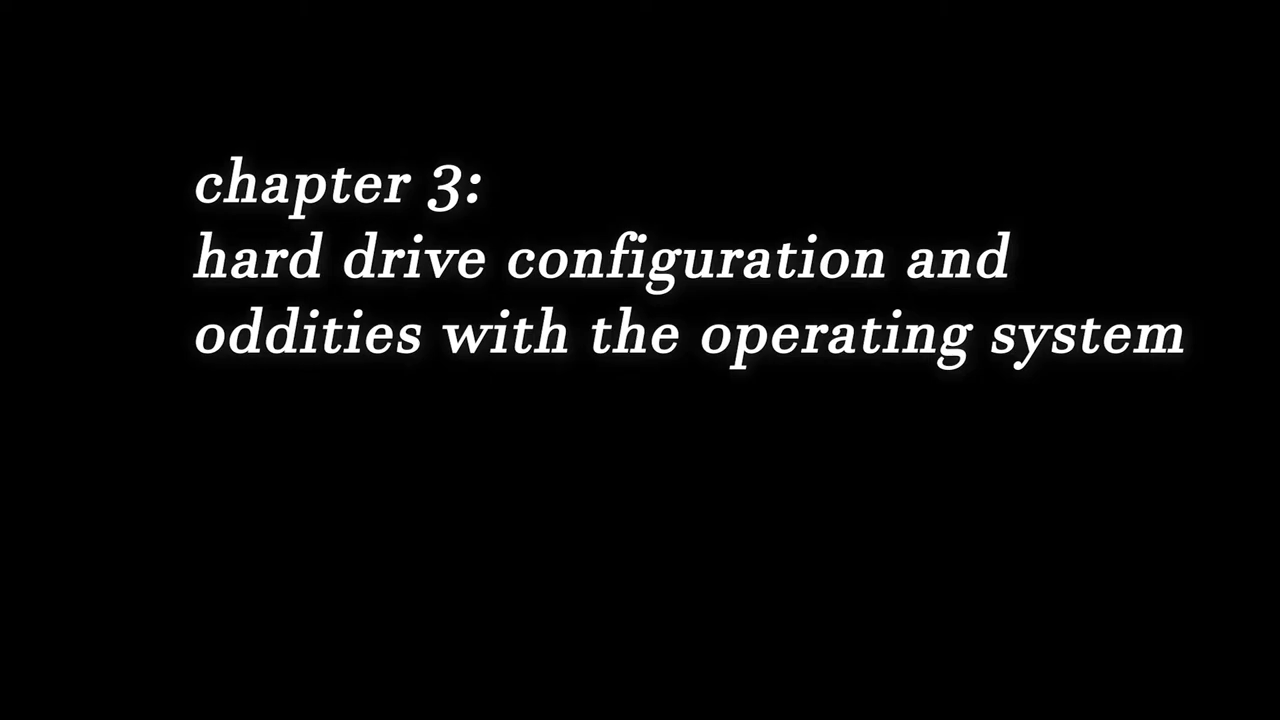 chapter 3:
hard drive configuration and
oddities with the operating system